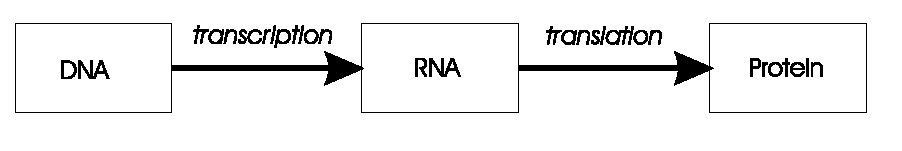 transcription
translation
DNA
RNA
Protein